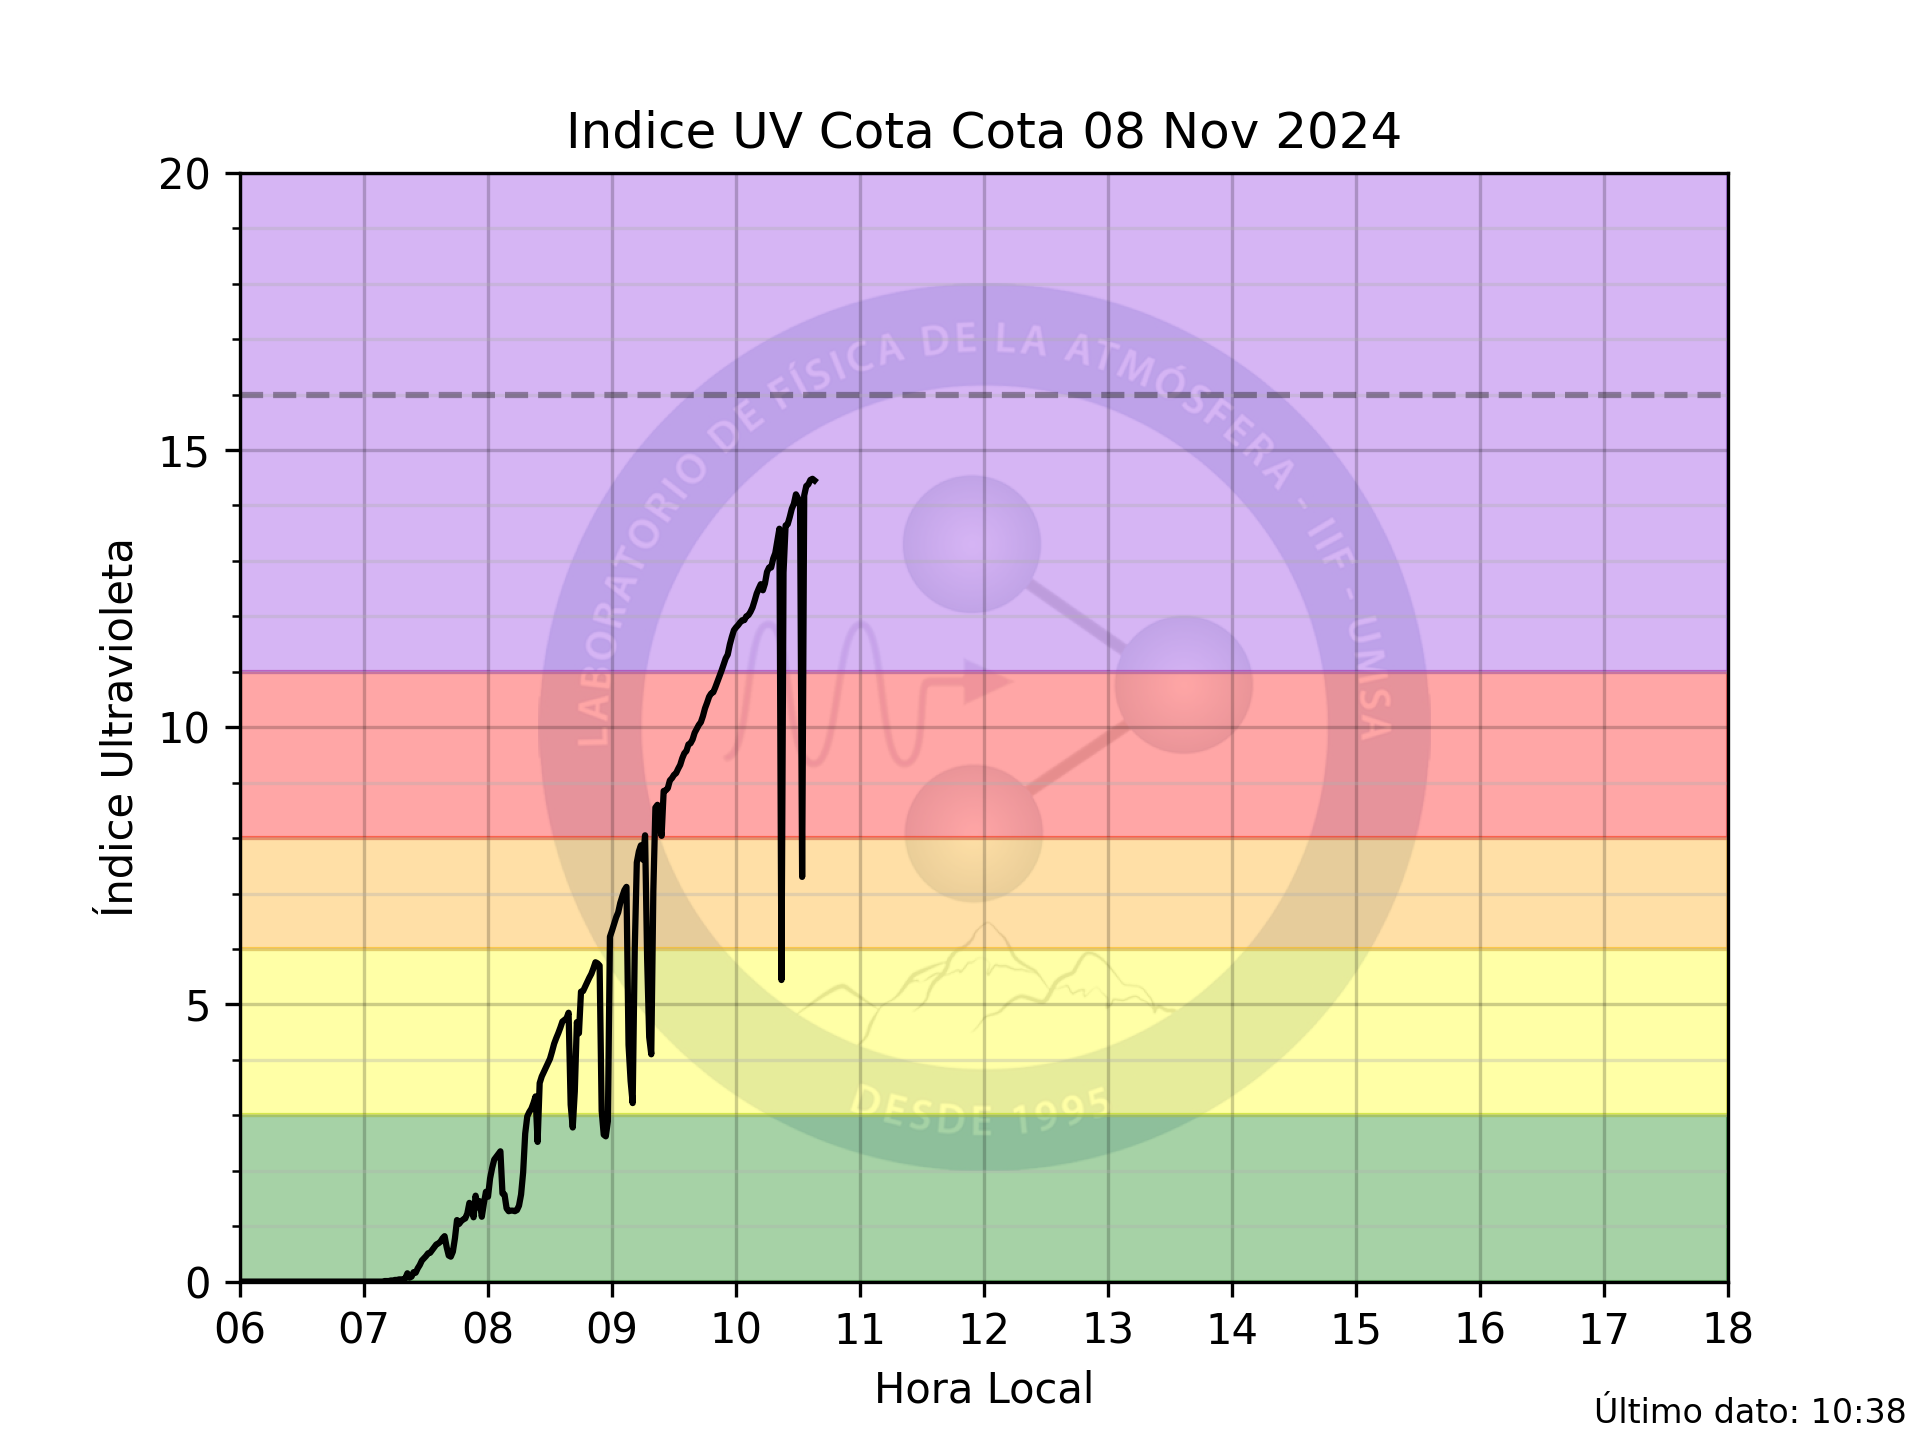 Indice UV Cota Cota 08 Nov 2024
20
15
10
5
0
Índice Ultravioleta
LABORATORIO DE FÍSICA DE LA ATMÓSFERA - IIF - UMSA
DESDE 1995
06 07 08 09 10 11 12 13 14 15 16 17 18
Hora Local
Último dato: 10:38